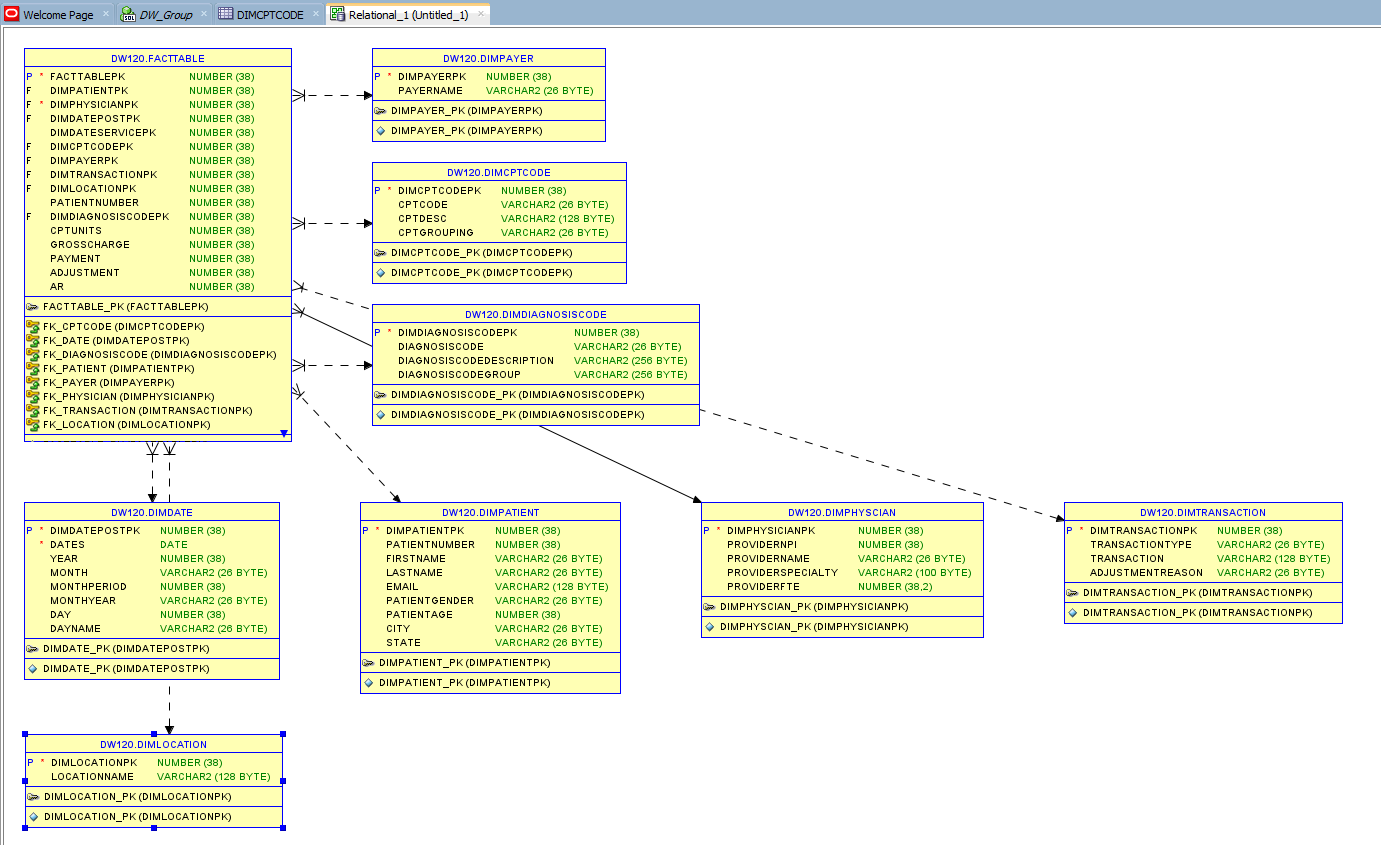 Welcome Page DW_Group DIMCPTCODE Relational_1 (Untitled_1)
DW120.FACTTABLE
P * FACTTABLEPK NUMBER (38)
F DIMPATIENTPK NUMBER (38)
F * DIMPHYSICIANPK NUMBER (38)
F DIMDATEPOSTPK NUMBER (38)
DIMDATESERVICEPK NUMBER (38)
F DIMCPTCODEPK NUMBER (38)
F DIMPAYERPK NUMBER (38)
F DIMTRANSACTIONPK NUMBER (38)
F DIMLOCATIONPK NUMBER (38)
PATIENTNUMBER NUMBER (38)
F DIMDIAGNOSISCODEPK NUMBER (38)
CPTUNITS NUMBER (38)
GROSSCHARGE NUMBER (38)
PAYMENT NUMBER (38)
ADJUSTMENT NUMBER (38)
AR NUMBER (38)
FACTTABLE_PK (FACTTABLEPK)
FK_CPTCODE (DIMCPTCODEPK)
FK_DATE (DIMDATEPOSTPK)
FK_DIAGNOSISCODE (DIMDIAGNOSISCODEPK)
FK_PATIENT (DIMPATIENTPK)
FK_PAYER (DIMPAYERPK)
FK_PHYSICIAN (DIMPHYSICIANPK)
FK_TRANSACTION (DIMTRANSACTIONPK)
FK_LOCATION (DIMLOCATIONPK)
DW120.DIMPAYER
P * DIMPAYERPK NUMBER (38)
PAYERNAME VARCHAR2 (26 BYTE)
DIMPAYER_PK (DIMPAYERPK)
DIMPAYER_PK (DIMPAYERPK)
DW120.DIMCPTCODE
P * DIMCPTCODEPK NUMBER (38)
CPTCODE VARCHAR2 (26 BYTE)
CPTDESC VARCHAR2 (128 BYTE)
CPTGROUPING VARCHAR2 (26 BYTE)
DIMCPTCODE_PK (DIMCPTCODEPK)
DIMCPTCODE_PK (DIMCPTCODEPK)
DW120.DIMDIAGNOSISCODE
P * DIMDIAGNOSISCODEPK NUMBER (38)
DIAGNOSISCODE VARCHAR2 (26 BYTE)
DIAGNOSISCODEDESCRIPTION VARCHAR2 (256 BYTE)
DIAGNOSISCODEGROUP VARCHAR2 (256 BYTE)
DIMDIAGNOSISCODE_PK (DIMDIAGNOSISCODEPK)
DIMDIAGNOSISCODE_PK (DIMDIAGNOSISCODEPK)
DW120.DIMDATE
P * DIMDATEPOSTPK NUMBER (38)
* DATES DATE
YEAR NUMBER (38)
MONTH VARCHAR2 (26 BYTE)
MONTHPERIOD NUMBER (38)
MONTHYEAR VARCHAR2 (26 BYTE)
DAY NUMBER (38)
DAYNAME VARCHAR2 (26 BYTE)
DIMDATE_PK (DIMDATEPOSTPK)
DIMDATE_PK (DIMDATEPOSTPK)
DW120.DIMPATIENT
P * DIMPATIENTPK NUMBER (38)
PATIENTNUMBER NUMBER (38)
FIRSTNAME VARCHAR2 (26 BYTE)
LASTNAME VARCHAR2 (26 BYTE)
EMAIL VARCHAR2 (128 BYTE)
PATIENTGENDER VARCHAR2 (26 BYTE)
PATIENTAGE NUMBER (38)
CITY VARCHAR2 (26 BYTE)
STATE VARCHAR2 (26 BYTE)
DIMPATIENT_PK (DIMPATIENTPK)
DIMPATIENT_PK (DIMPATIENTPK)
DW120.DIMPHYSCIAN
P * DIMPHYSICIANPK NUMBER (38)
PROVIDERNPI NUMBER (38)
PROVIDERNAME VARCHAR2 (26 BYTE)
PROVIDERSPECIALTY VARCHAR2 (100 BYTE)
PROVIDERFTE NUMBER (38,2)
DIMPHYSCIAN_PK (DIMPHYSICIANPK)
DIMPHYSCIAN_PK (DIMPHYSICIANPK)
DW120.DIMTRANSACTION
P * DIMTRANSACTIONPK NUMBER (38)
TRANSACTIONTYPE VARCHAR2 (26 BYTE)
TRANSACTION VARCHAR2 (128 BYTE)
ADJUSTMENTREASON VARCHAR2 (26 BYTE)
DIMTRANSACTION_PK (DIMTRANSACTIONPK)
DIMTRANSACTION_PK (DIMTRANSACTIONPK)
DW120.DIMLOCATION
P * DIMLOCATIONPK NUMBER (38)
LOCATIONNAME VARCHAR2 (128 BYTE)
DIMLOCATION_PK (DIMLOCATIONPK)
DIMLOCATION_PK (DIMLOCATIONPK)